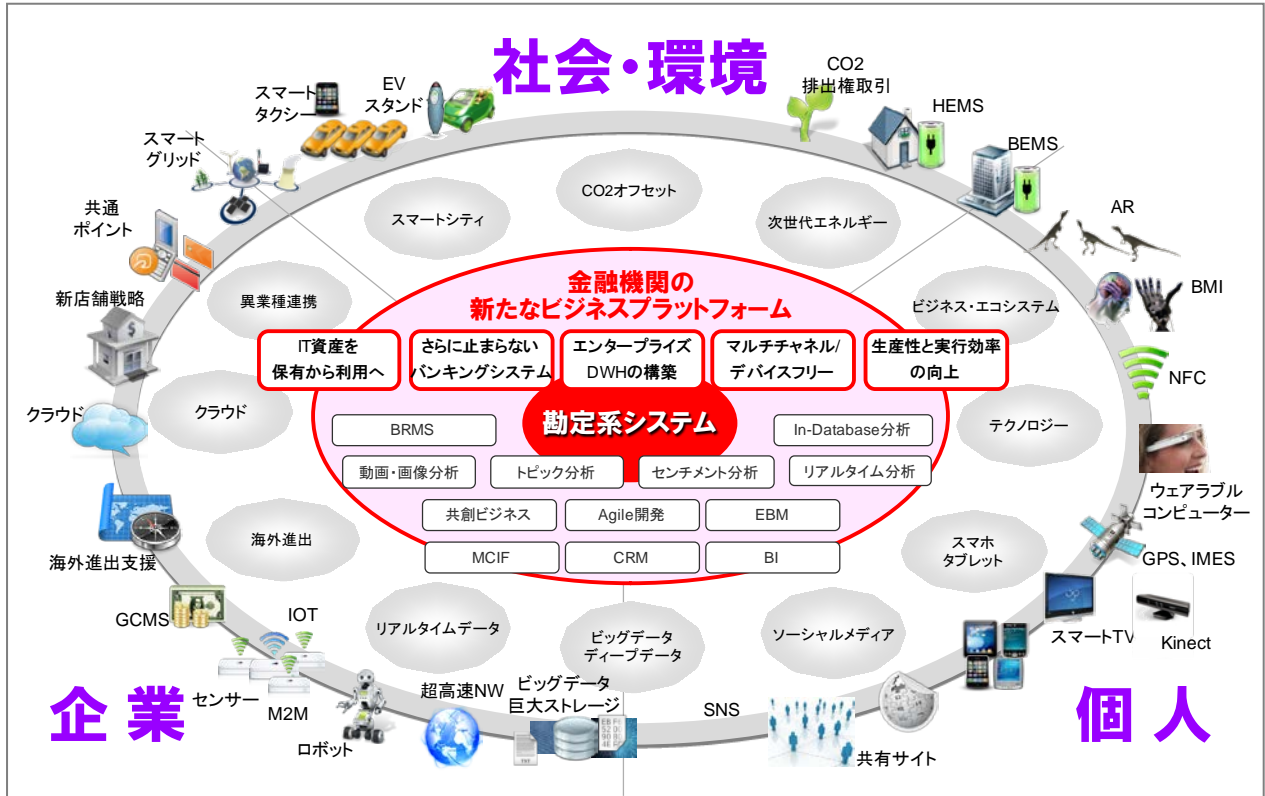 社会・環境
CO2
排出権取引
EV
スタンド
スマート
タクシー
HEMS
スマート
グリッド
BEMS
CO2オフセット
スマートシティ
次世代エネルギー
共通
ポイント
AR
金融機関の
新たなビジネスプラットフォーム
BMI
新店舗戦略
異業種連携
ビジネス・エコシステム
IT資産を
保有から利用へ
さらに止まらない
バンキングシステム
エンタープライズ
DWHの構築
マルチチャネル/
デバイスフリー
生産性と実行効率
の向上
NFC
クラウド
クラウド
勘定系システム
テクノロジー
BRMS
In-Database分析
動画・画像分析
トピック分析
センチメント分析
リアルタイム分析
ウェアラブル
コンピューター
共創ビジネス
Agile開発
EBM
海外進出
スマホ
タブレット
海外進出支援
MCIF
CRM
BI
GPS、IMES
GCMS
IOT
リアルタイムデータ
ビッグデータ
ディープデータ
ソーシャルメディア
スマートTV
Kinect
センサー
M2M
ロボット
超高速NW
ビッグデータ
巨大ストレージ
TXT
SNS
共有サイト
企業
個人